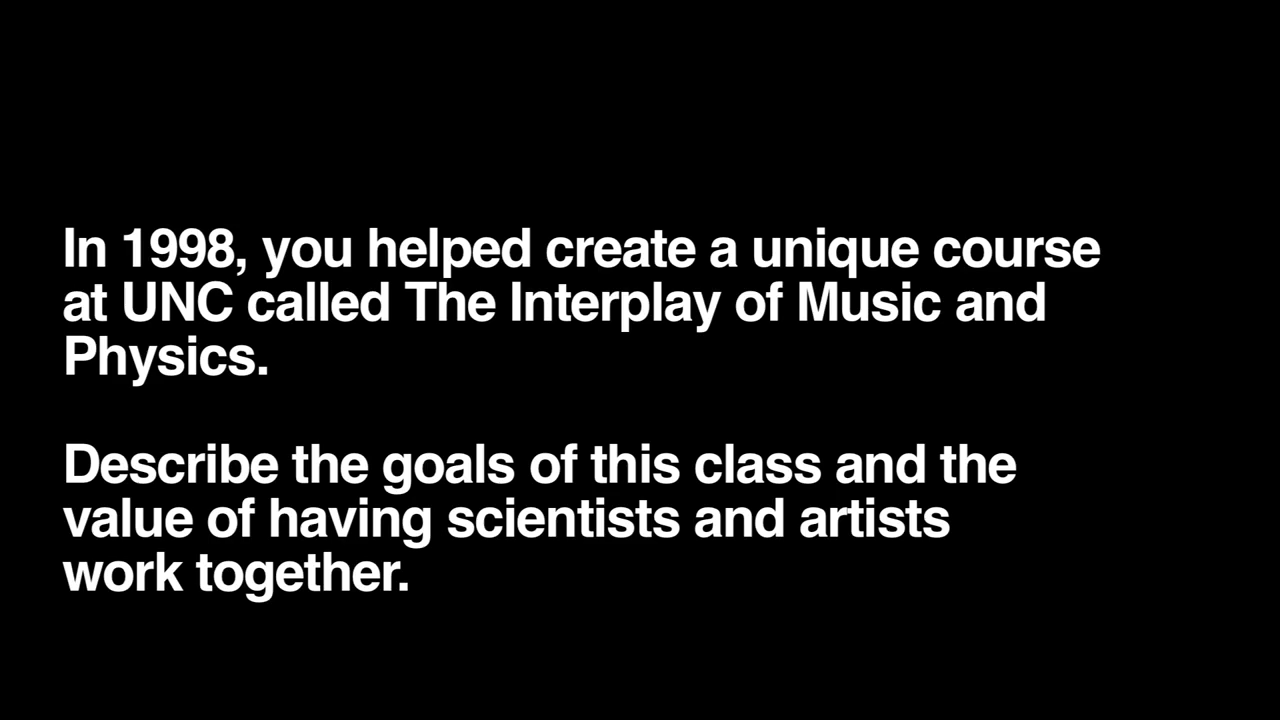 In 1998, you helped create a unique course
at UNC called The Interplay of Music and
Physics.
Describe the goals of this class and the
value of having scientists and artists
work together.